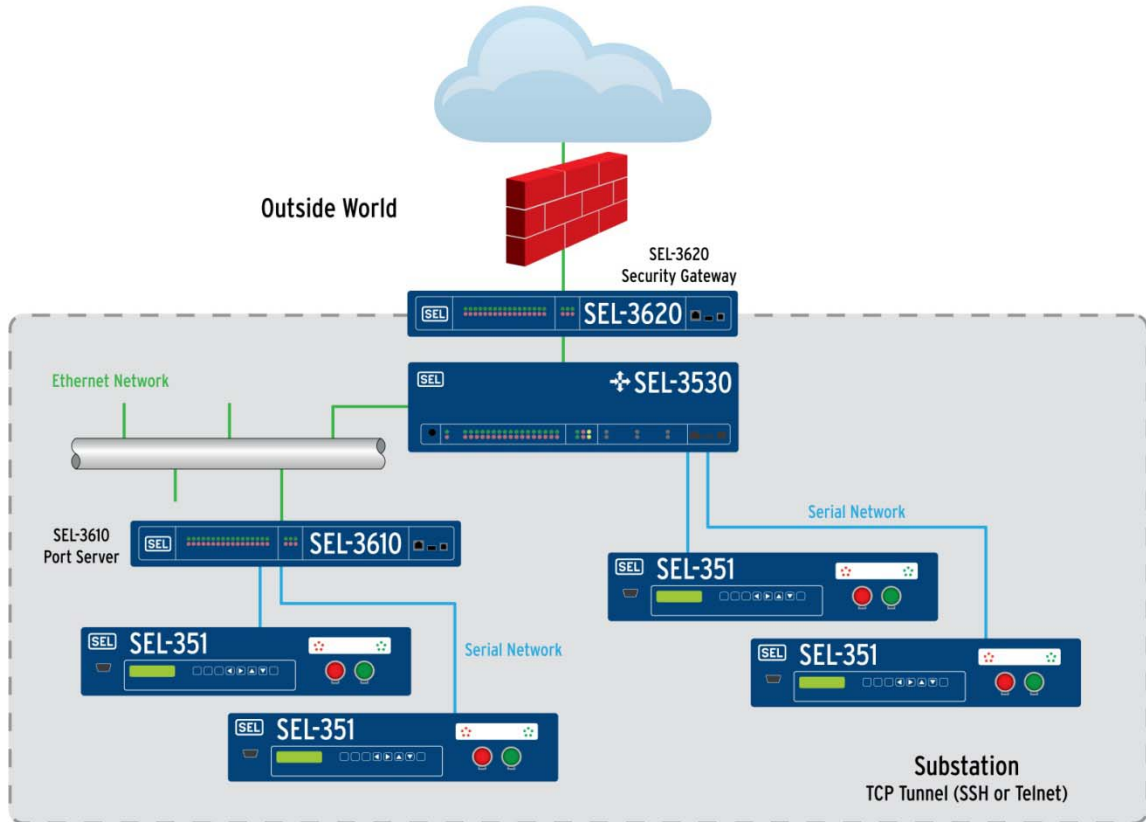 Outside World
SEL-3620
Security Gateway
SEL SEL-3620
Ethernet Network
SEL SEL-3530
Serial Network
SEL-3610
Port Server
SEL SEL-3610
SEL SEL-351
SEL SEL-351
Serial Network
SEL SEL-351
SEL SEL-351
Substation
TCP Tunnel (SSH or Telnet)